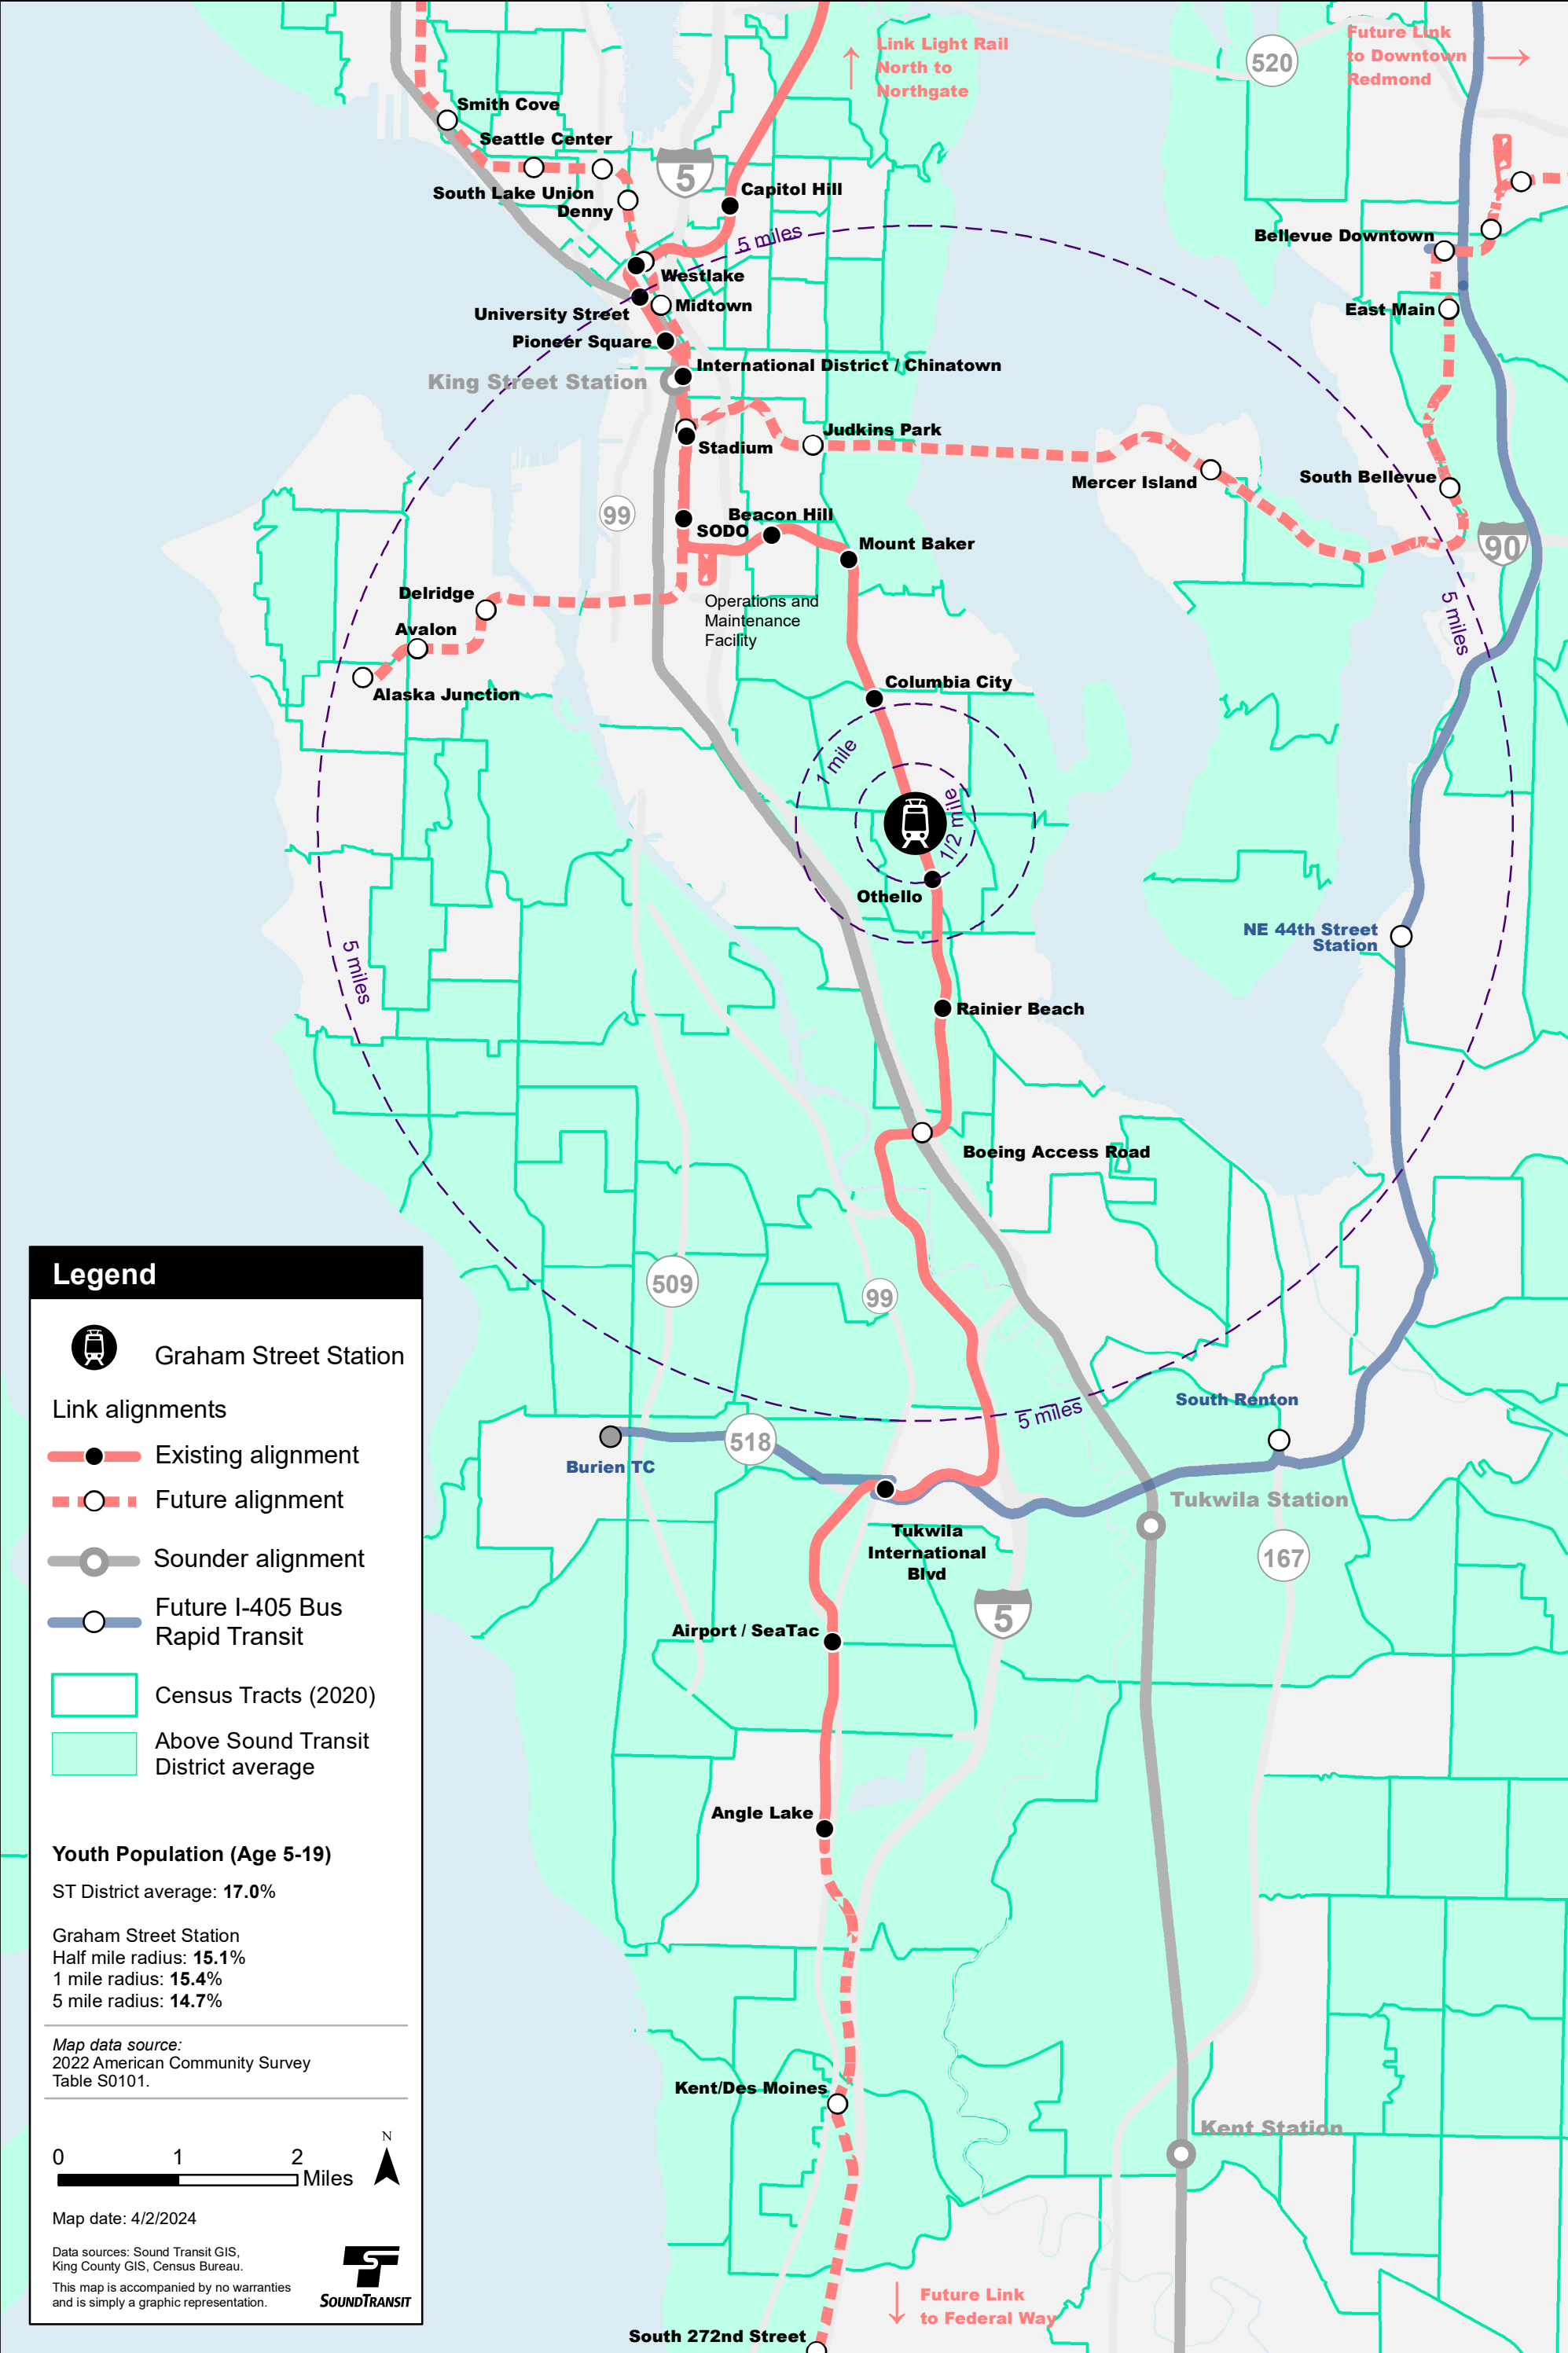 Link Light Rail
North to
Northgate
520
Future Link
to Downtown
Redmond
Smith Cove
Seattle Center
5
South Lake Union
Denny
Capitol Hill
5 miles
Bellevue Downtown
Westlake
University Street
Midtown
East Main
Pioneer Square
International District / Chinatown
King Street Station
Judkins Park
Stadium
Mercer Island
South Bellevue
99
Beacon Hill
SODO
Mount Baker
90
Delridge
Operations and
Maintenance
Facility
5 miles
Avalon
Alaska Junction
Columbia City
1 mile
1/2 mile
Othello
NE 44th Street
Station
5 miles
Rainier Beach
Boeing Access Road
509
99
South Renton
5 miles
518
Burien TC
Tukwila Station
Tukwila
International
Blvd
167
5
Airport / SeaTac
Angle Lake
Kent/Des Moines
Kent Station
Future Link
to Federal Way
South 272nd Street
Legend
Graham Street Station
Link alignments
Existing alignment
Future alignment
Sounder alignment
Future I-405 Bus
Rapid Transit
Census Tracts (2020)
Above Sound Transit
District average
Youth Population (Age 5-19)
ST District average: 17.0%
Graham Street Station
Half mile radius: 15.1%
1 mile radius: 15.4%
5 mile radius: 14.7%
Map data source:
2022 American Community Survey
Table S0101.
0 1 2
Miles
N
Map date: 4/2/2024
Data sources: Sound Transit GIS,
King County GIS, Census Bureau.
This map is accompanied by no warranties
and is simply a graphic representation.
SOUNDTRANSIT